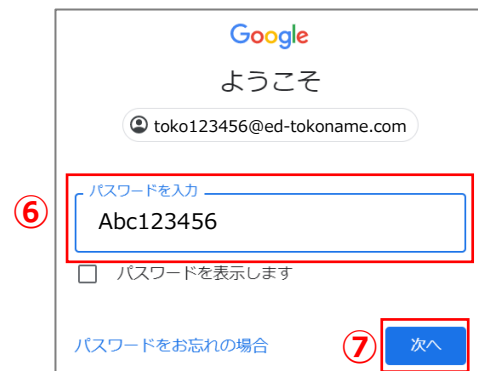 Google
ようこそ
toko123456@ed-tokoname.com
パスワードを入力
⑥
Abc123456
パスワードを表示します
パスワードをお忘れの場合
⑦
次へ